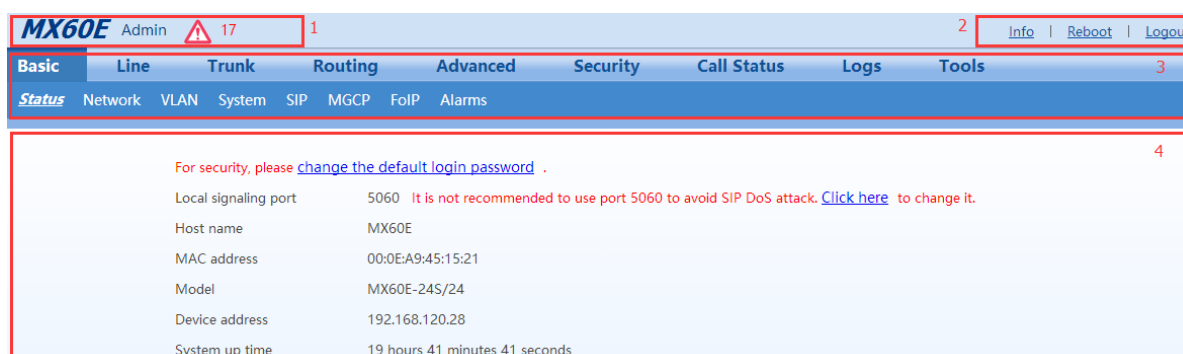 MX60E Admin 17 1 2 Info | Reboot | Logou
Basic Line Trunk Routing Advanced Security Call Status Logs Tools 3
Status Network VLAN System SIP MGCP FoIP Alarms
4
For security, please change the default login password .
Local signaling port 5060 It is not recommended to use port 5060 to avoid SIP DoS attack. Click here to change it.
Host name MX60E
MAC address 00:0E:A9:45:15:21
Model MX60E-24S/24
Device address 192.168.120.28
System up time 19 hours 41 minutes 41 seconds